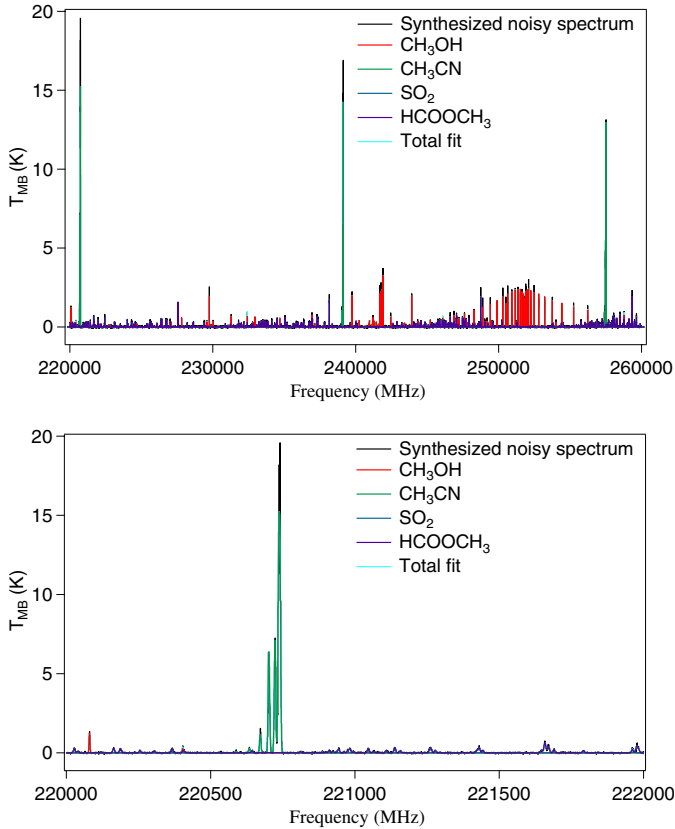 20
15
10
5
0
T_MB (K)
Synthesized noisy spectrum
CH₃OH
CH₃CN
SO₂
HCOOCH₃
Total fit
220000 230000 240000 250000 260000
Frequency (MHz)
20
15
10
5
0
T_MB (K)
Synthesized noisy spectrum
CH₃OH
CH₃CN
SO₂
HCOOCH₃
Total fit
220000 220500 221000 221500 222000
Frequency (MHz)